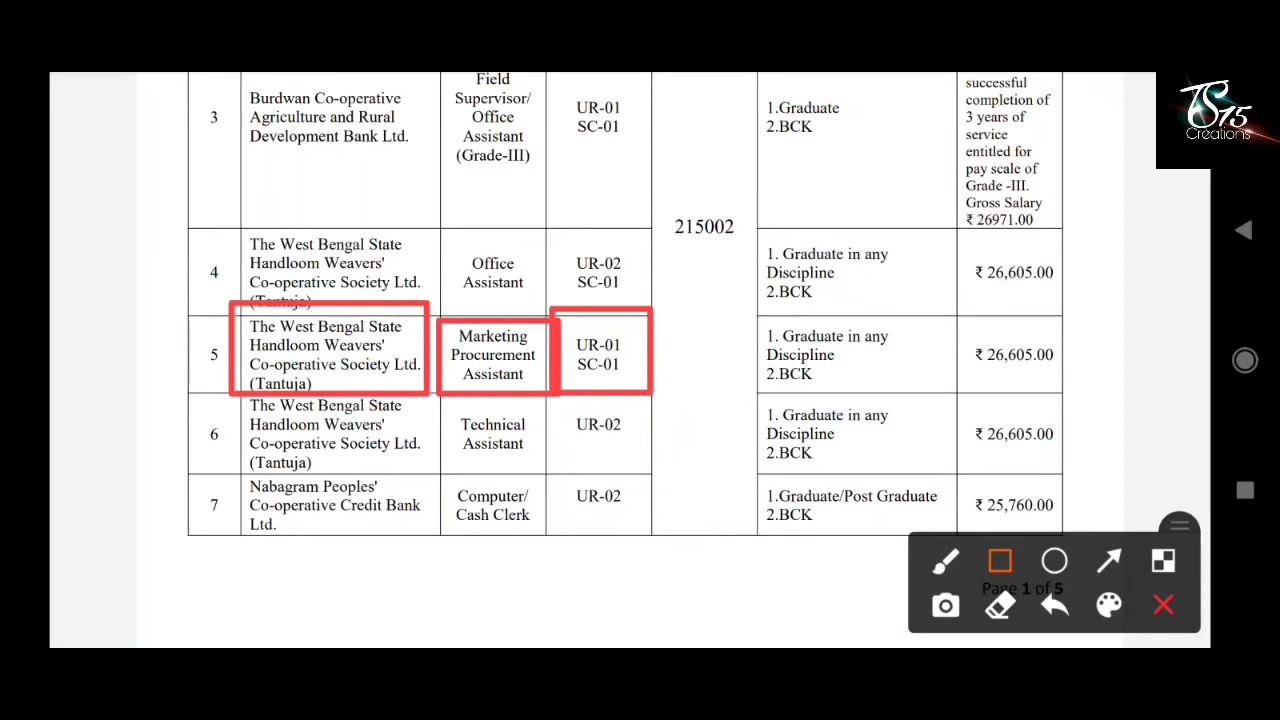 3
Burdwan Co-operative
Agriculture and Rural
Development Bank Ltd.
Field
Supervisor/
Office
Assistant
(Grade-III)
UR-01
SC-01
215002
1.Graduate
2.BCK
successful
completion of
3 years of
service
entitled for
pay scale of
Grade -III.
Gross Salary
₹ 26971.00
4
The West Bengal State
Handloom Weavers'
Co-operative Society Ltd.
(Tantuja)
Office
Assistant
UR-02
SC-01
1. Graduate in any
Discipline
2.BCK
₹ 26,605.00
5
The West Bengal State
Handloom Weavers'
Co-operative Society Ltd.
(Tantuja)
Marketing
Procurement
Assistant
UR-01
SC-01
1. Graduate in any
Discipline
2.BCK
₹ 26,605.00
6
The West Bengal State
Handloom Weavers'
Co-operative Society Ltd.
(Tantuja)
Technical
Assistant
UR-02
1. Graduate in any
Discipline
2.BCK
₹ 26,605.00
7
Nabagram Peoples'
Co-operative Credit Bank
Ltd.
Computer/
Cash Clerk
UR-02
1.Graduate/Post Graduate
2.BCK
₹ 25,760.00
Page 1 of 5
TS15
Creations